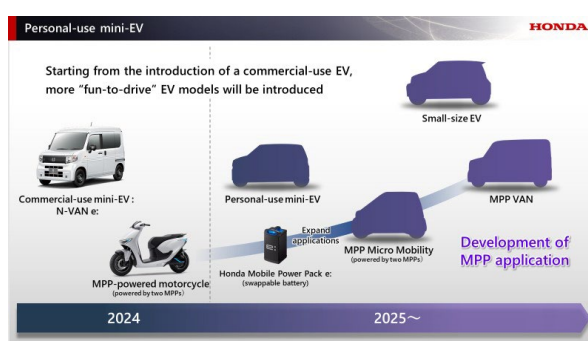 Personal-use mini-EV
HONDA
Starting from the introduction of a commercial-use EV,
more “fun-to-drive” EV models will be introduced
Small-size EV
Commercial-use mini-EV :
N-VAN e:
Personal-use mini-EV
MPP VAN
Expand
applications
MPP Micro Mobility
(powered by two MPPs)
Development of
MPP application
MPP-powered motorcycle
(powered by two MPPs)
Honda Mobile Power Pack e:
(swappable battery)
2024
2025～